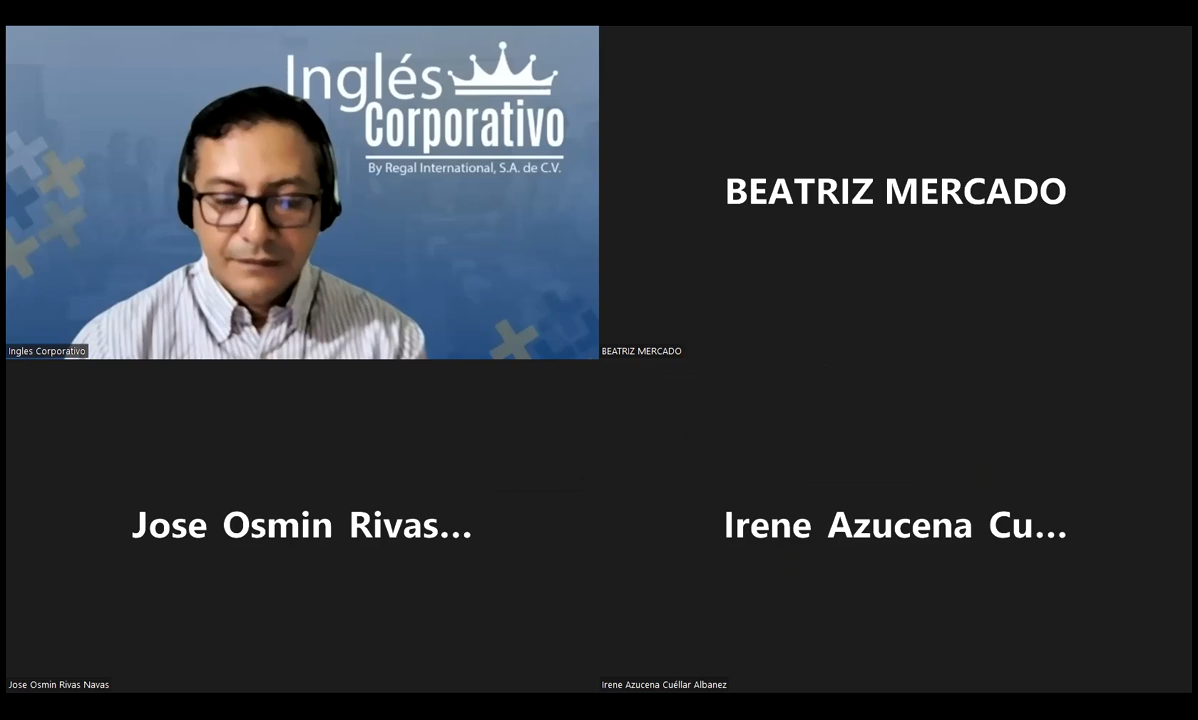 Inglés
Corporativo
By Regal International, S.A. de C.V.
Ingles Corporativo
BEATRIZ MERCADO
BEATRIZ MERCADO
Jose Osmin Rivas...
Jose Osmin Rivas Navas
Irene Azucena Cu...
Irene Azucena Cuéllar Albanez